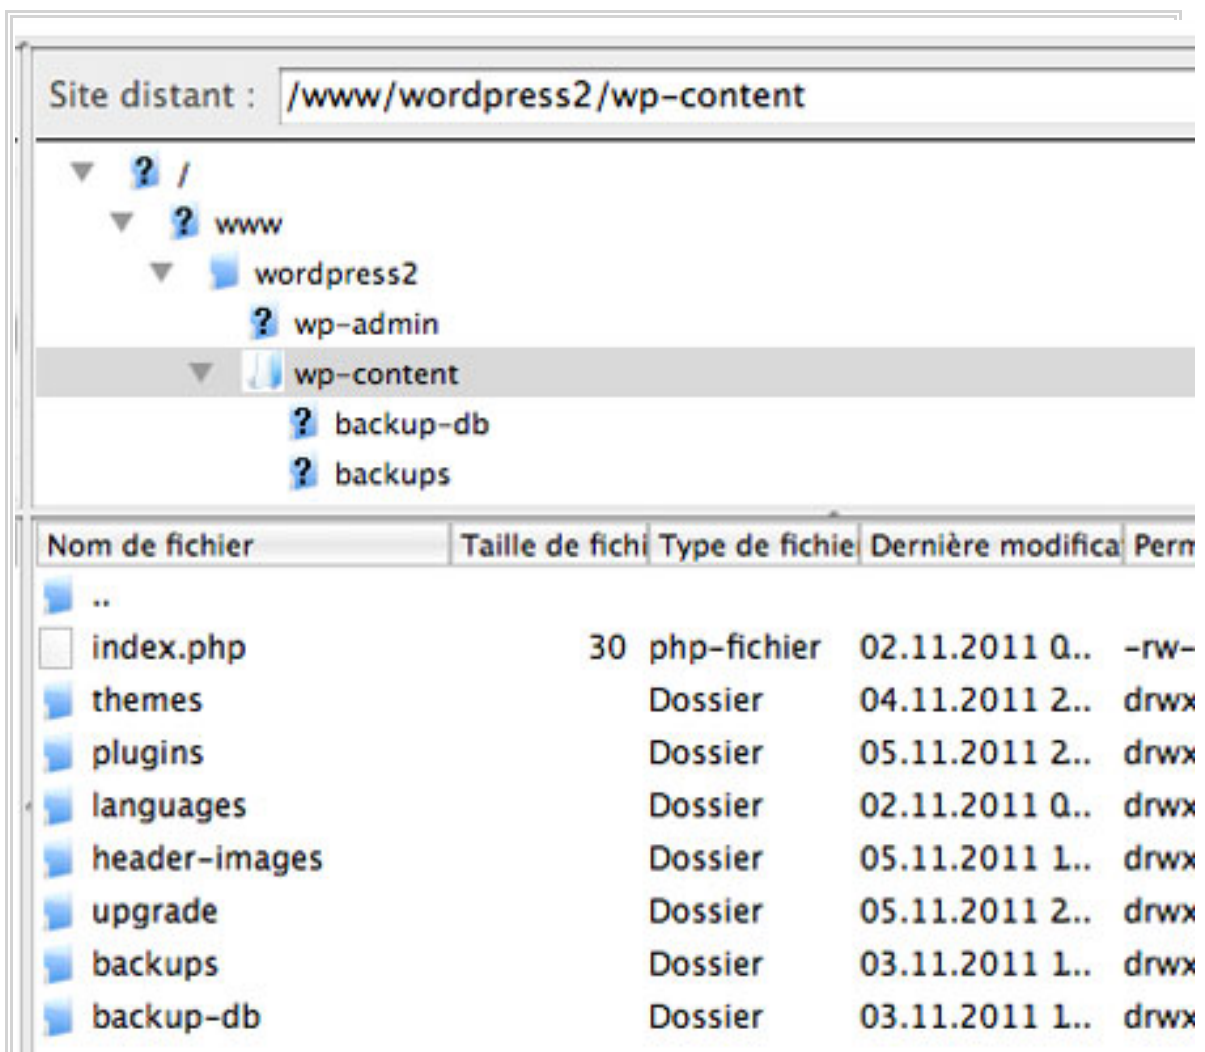 Site distant : /www/wordpress2/wp-content
/
www
wordpress2
wp-admin
wp-content
backup-db
backups
Nom de fichier Taille de fichi Type de fichie Dernière modifica Perm
..
index.php 30 php-fichier 02.11.2011 0... -rw-
themes Dossier 04.11.2011 2... drwx
plugins Dossier 05.11.2011 2... drwx
languages Dossier 02.11.2011 0... drwx
header-images Dossier 05.11.2011 1... drwx
upgrade Dossier 05.11.2011 2... drwx
backups Dossier 03.11.2011 1... drwx
backup-db Dossier 03.11.2011 1... drwx